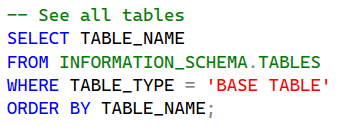 -- See all tables
SELECT TABLE_NAME
FROM INFORMATION_SCHEMA.TABLES
WHERE TABLE_TYPE = 'BASE TABLE'
ORDER BY TABLE_NAME;